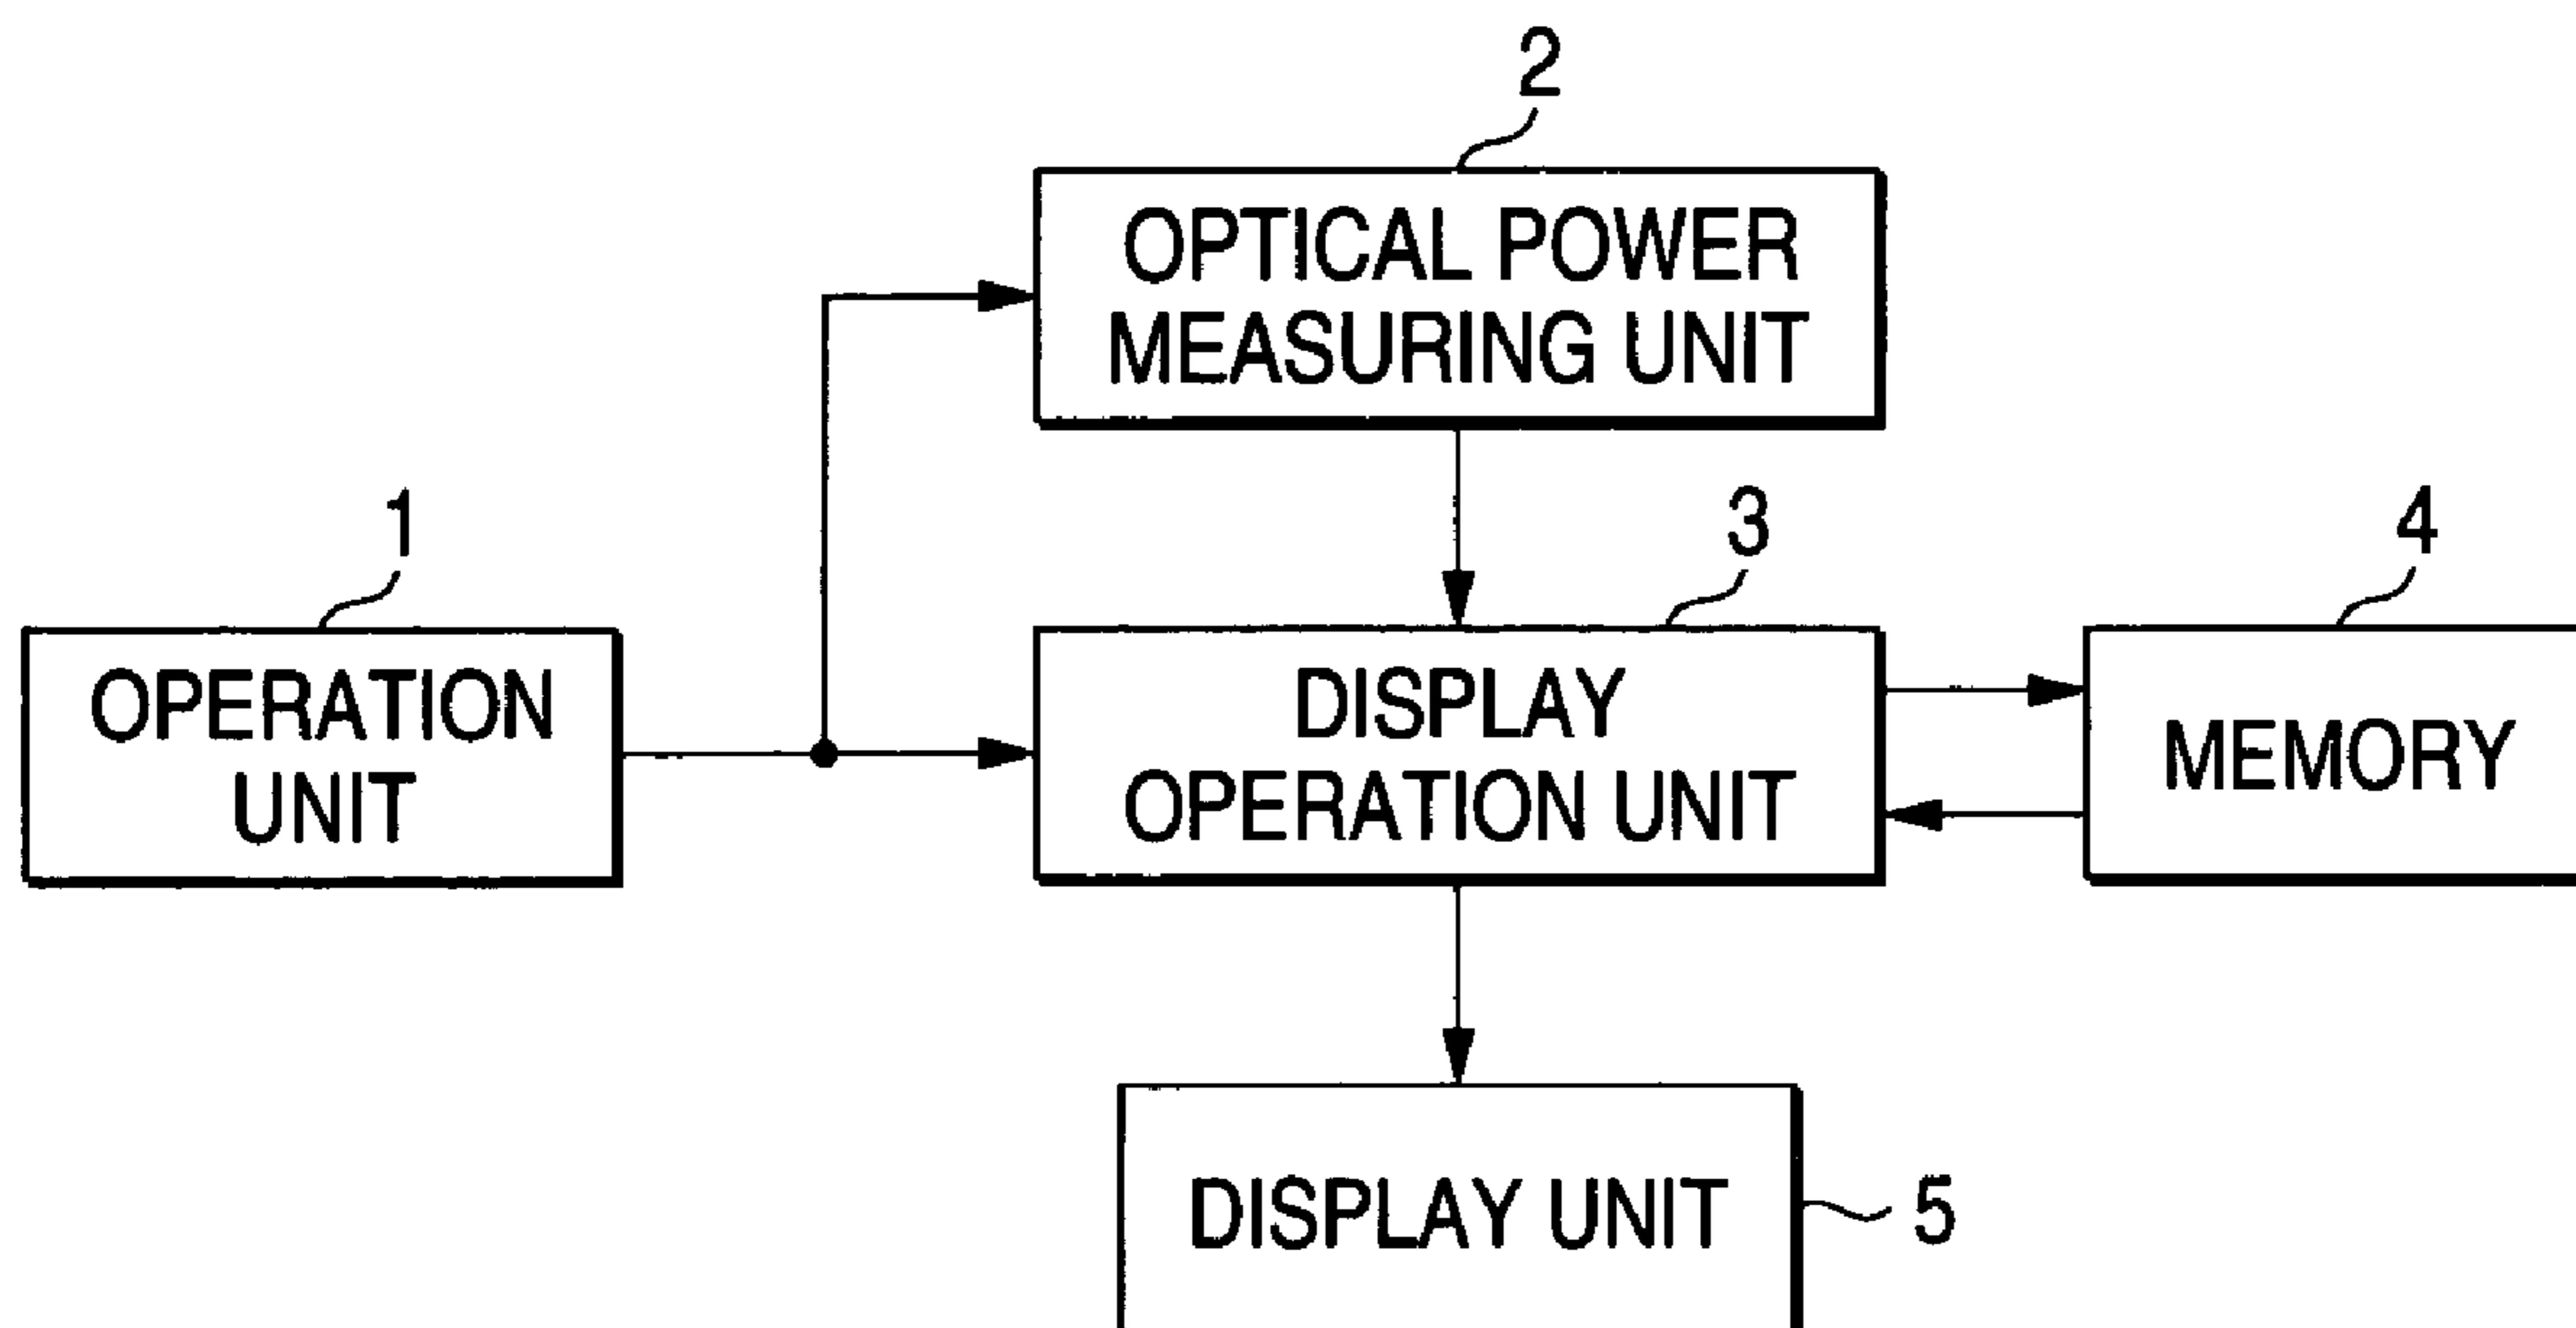 2
OPTICAL POWER
MEASURING UNIT
1
3
4
OPERATION
UNIT
DISPLAY
OPERATION UNIT
MEMORY
DISPLAY UNIT
5